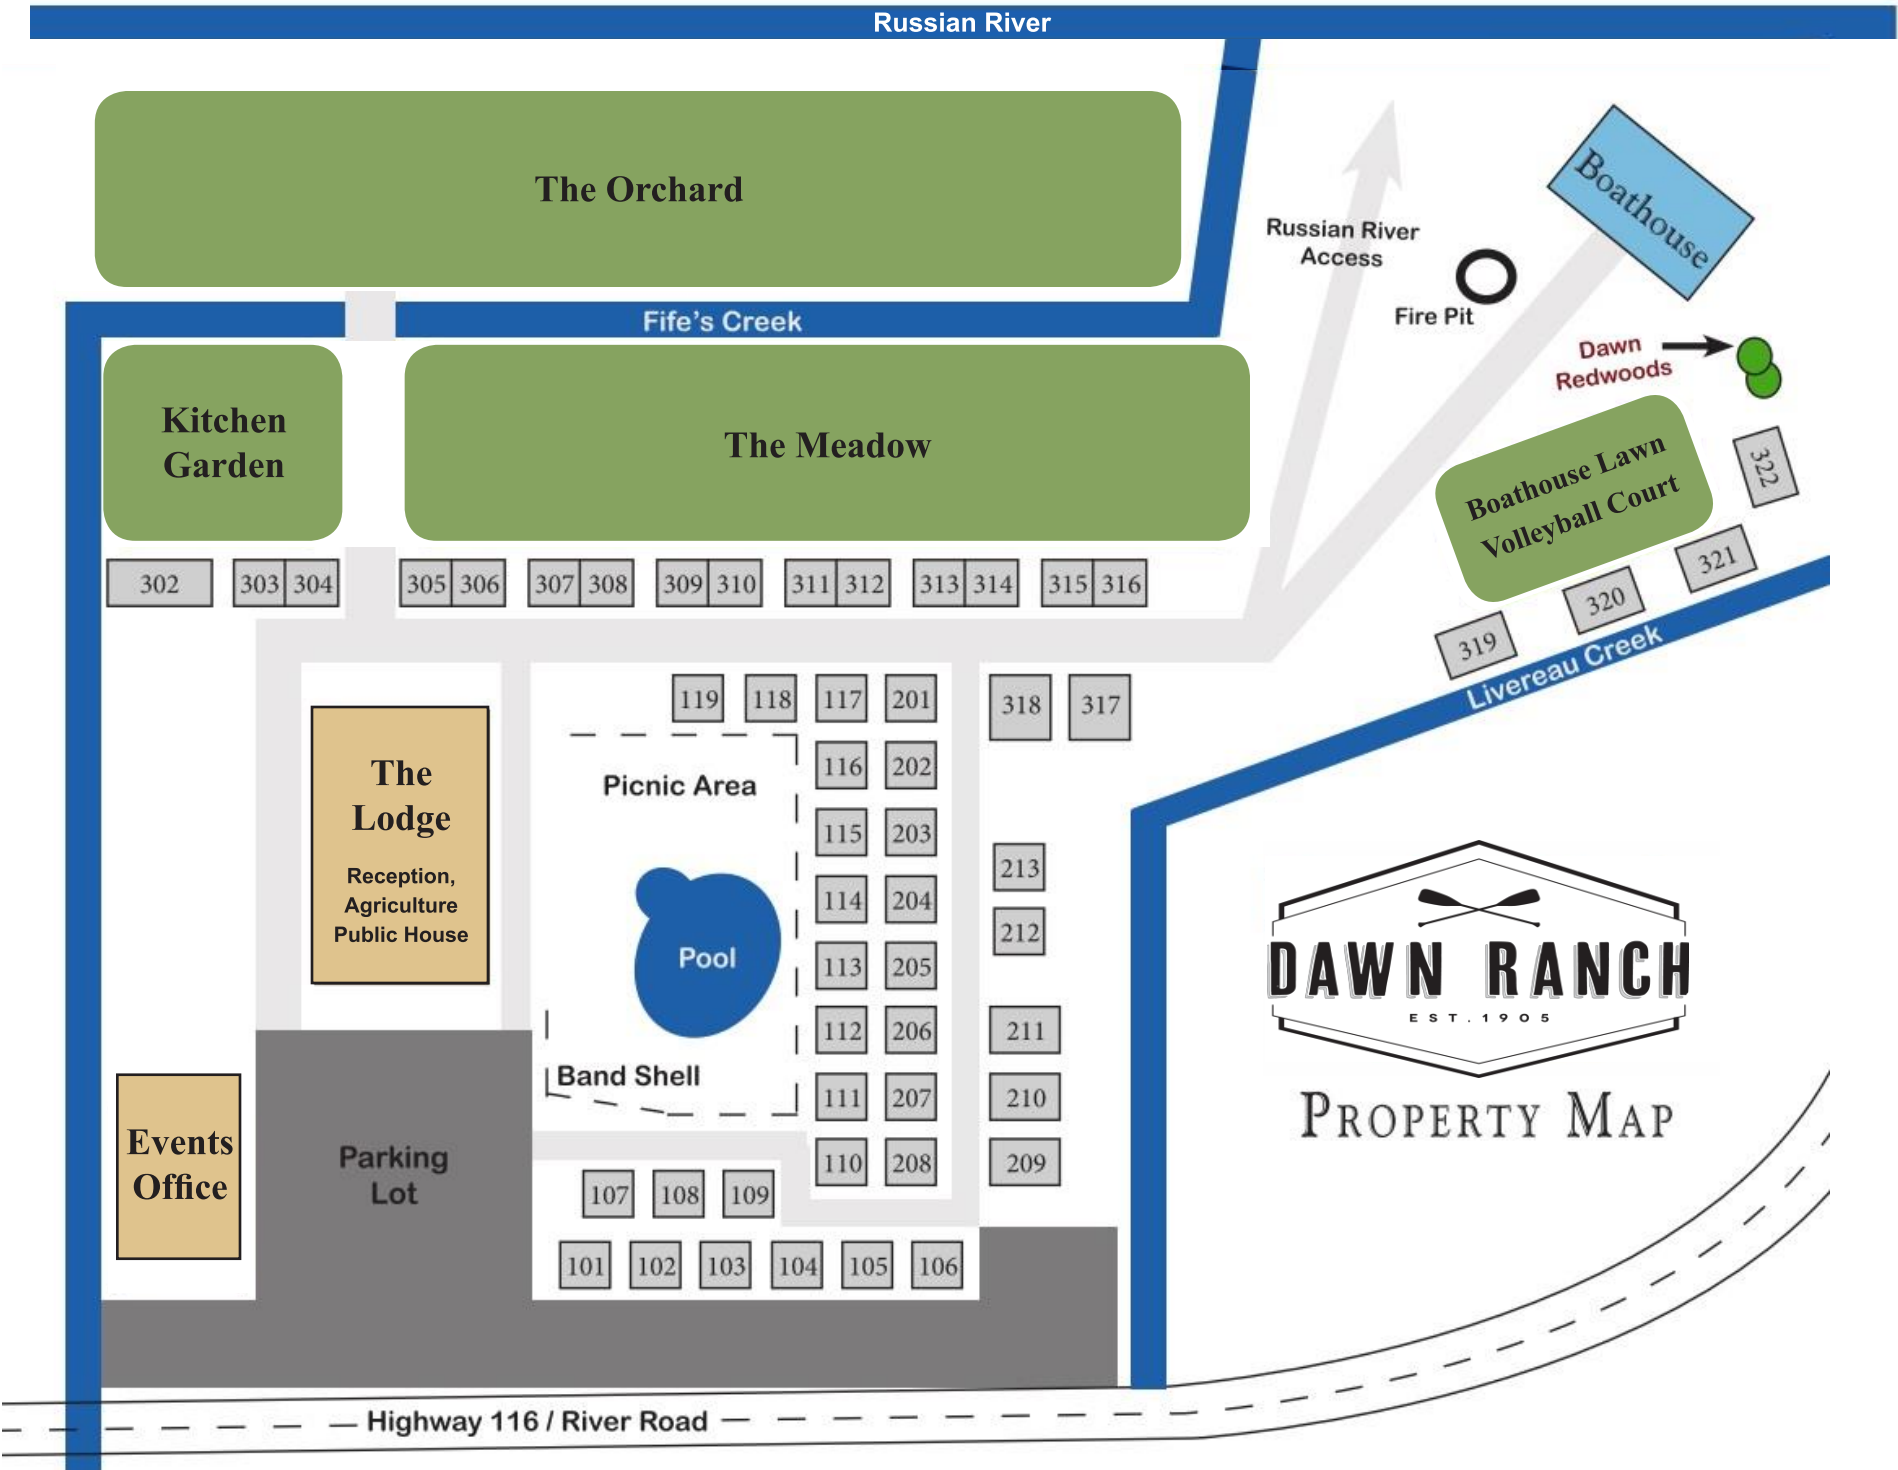 Russian River
The Orchard
Boathouse
Russian River
Access
Fire Pit
Fife's Creek
Dawn
Redwoods
Kitchen
Garden
The Meadow
Boathouse Lawn
Volleyball Court
322
321
320
319
Livereau Creek
302
303 304
305 306
307 308
309 310
311 312
313 314
315 316
119 118 117 201
318 317
The
Lodge
Reception,
Agriculture
Public House
Picnic Area
116 202
115 203
114 204
113 205
112 206
111 207
110 208
213
212
211
210
209
Pool
Band Shell
Events
Office
Parking
Lot
107 108 109
101 102 103 104 105 106
DAWN RANCH
EST. 1905
Property Map
Highway 116 / River Road